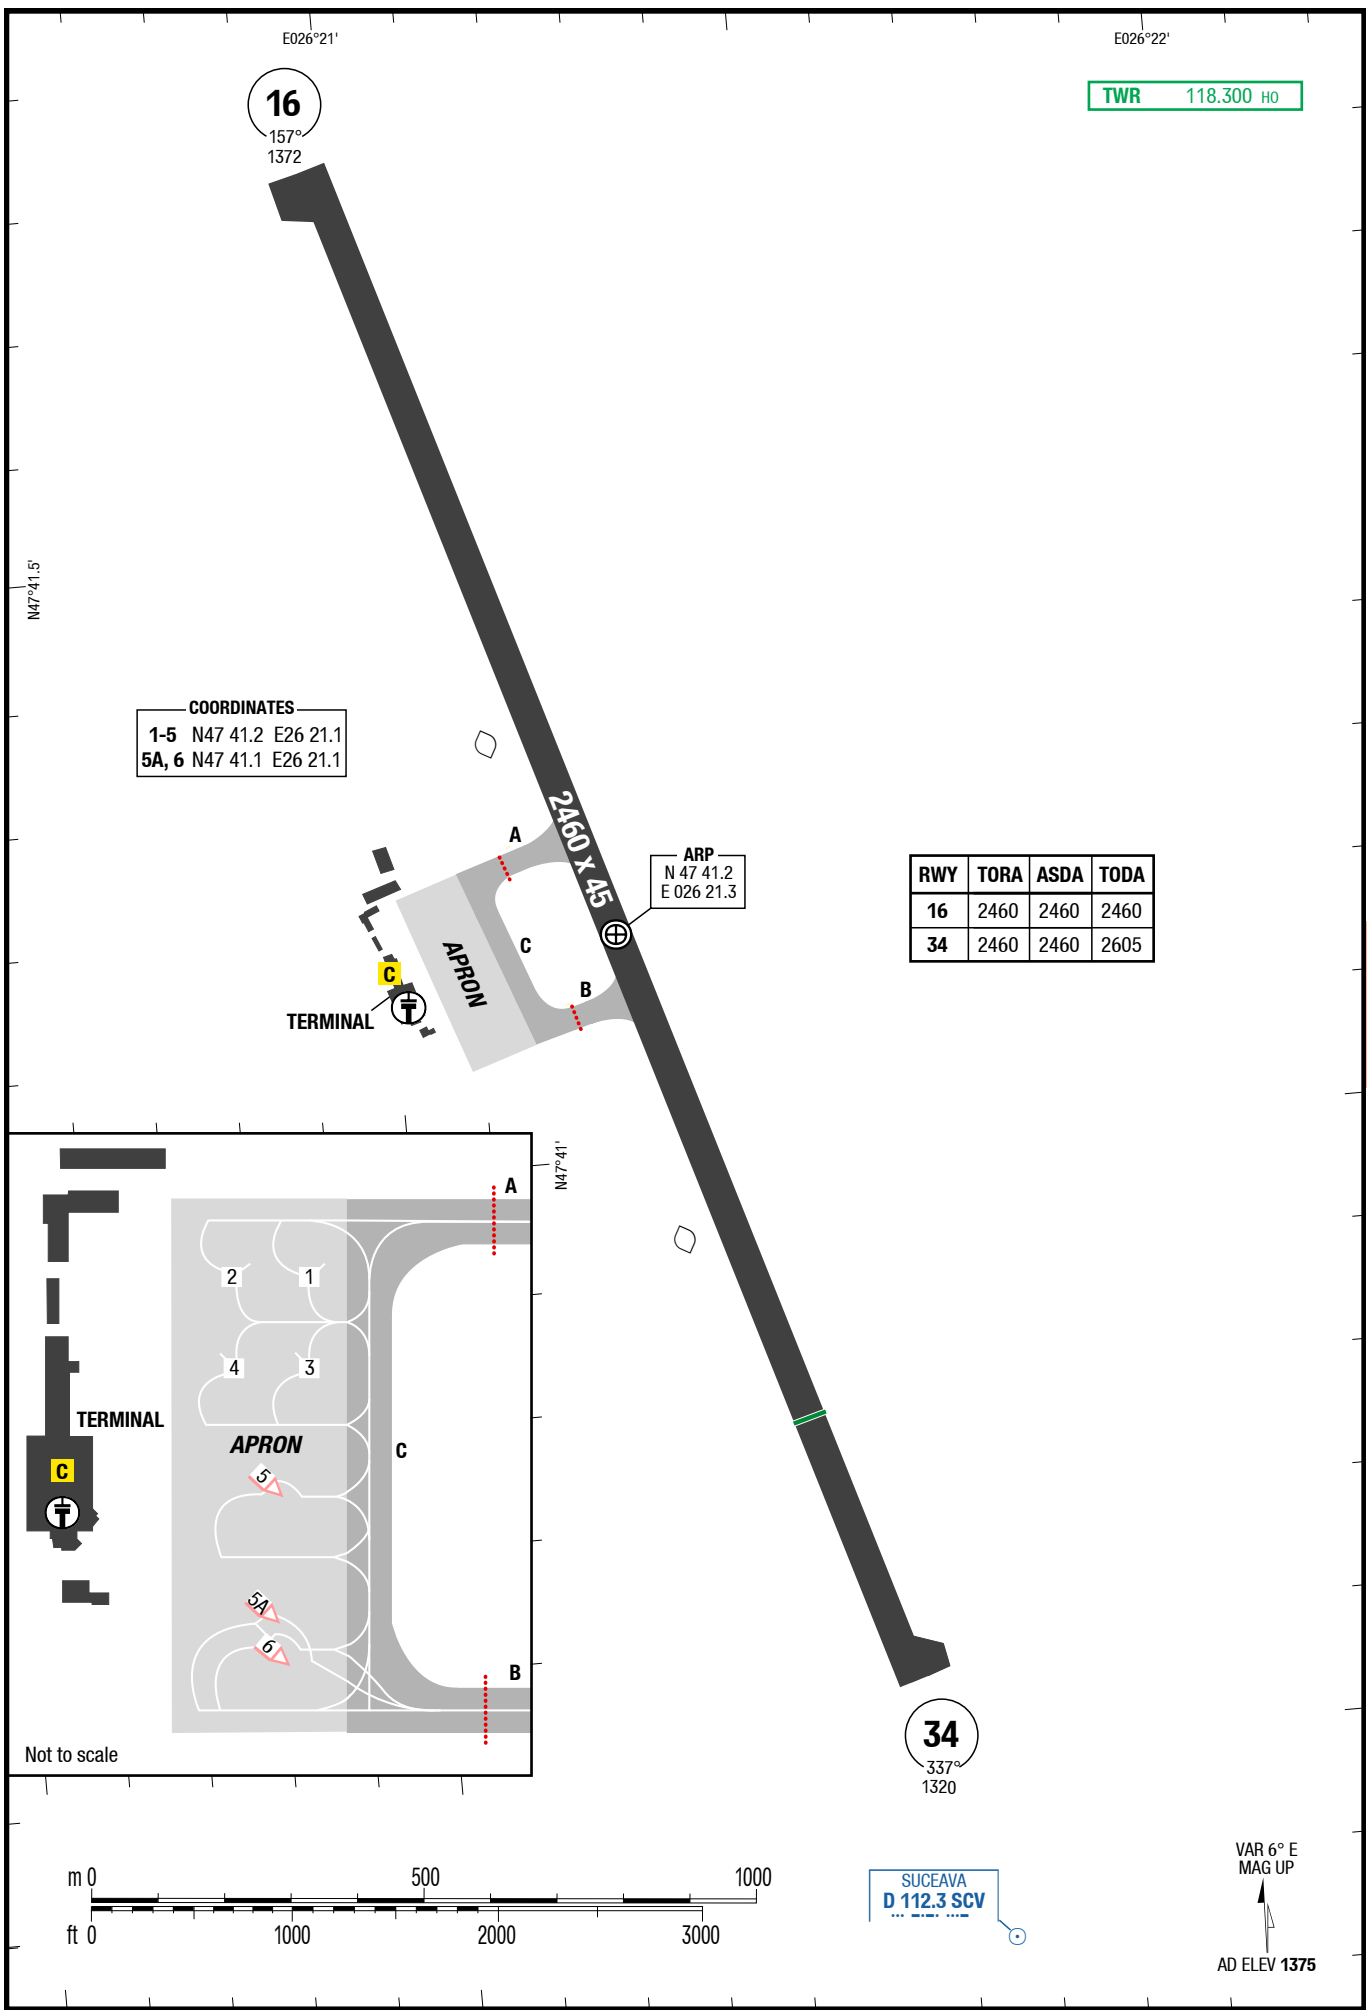 E026°21'
E026°22'
16
157°
1372
TWR 118.300 HO
N47°41.5'
COORDINATES
1-5 N47 41.2 E26 21.1
5A, 6 N47 41.1 E26 21.1
2460 x 45
A
ARP
N 47 41.2
E 026 21.3
RWY TORA ASDA TODA
16 2460 2460 2460
34 2460 2460 2605
C
APRON
C
B
TERMINAL
N47°41'
A
2 1
4 3
TERMINAL
APRON
C
C
5
5A
6
B
Not to scale
34
337°
1320
m 0 500 1000
ft 0 1000 2000 3000
SUCEAVA
D 112.3 SCV
VAR 6° E
MAG UP
AD ELEV 1375